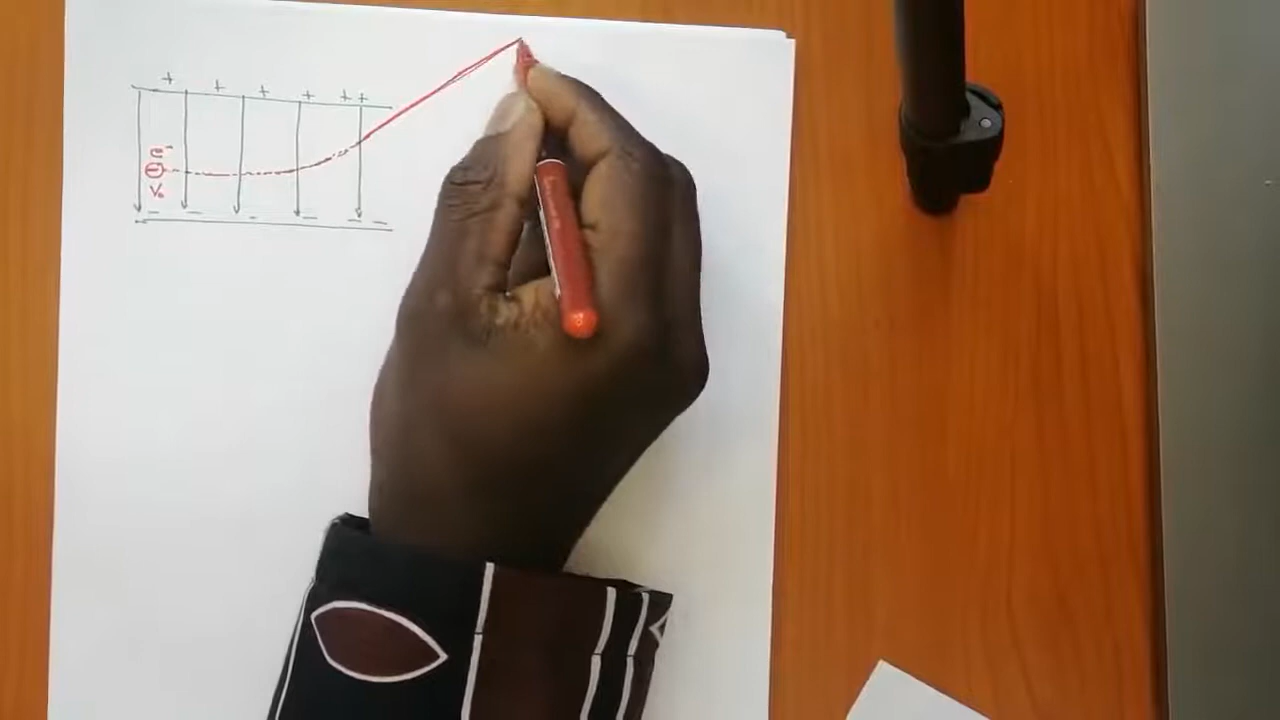 + + + + + +
e⁻
−
V₀
− − − − − −